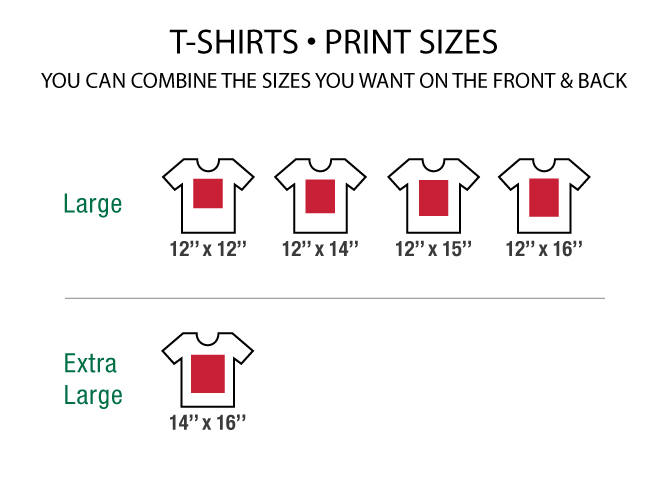 T-SHIRTS • PRINT SIZES
YOU CAN COMBINE THE SIZES YOU WANT ON THE FRONT & BACK
Large
12’’ x 12’’ 12’’ x 14’’ 12’’ x 15’’ 12’’ x 16’’
Extra
Large
14’’ x 16’’